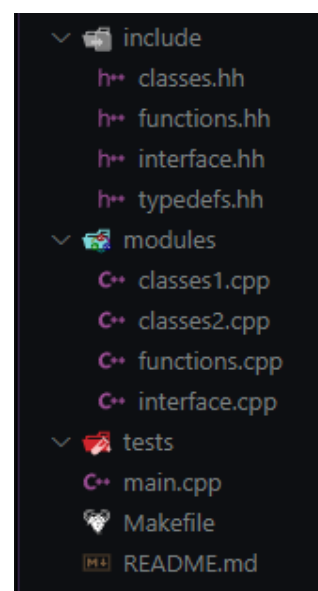 include
h++ classes.hh
h++ functions.hh
h++ interface.hh
h++ typedefs.hh
modules
C++ classes1.cpp
C++ classes2.cpp
C++ functions.cpp
C++ interface.cpp
tests
C++ main.cpp
Makefile
M↓ README.md